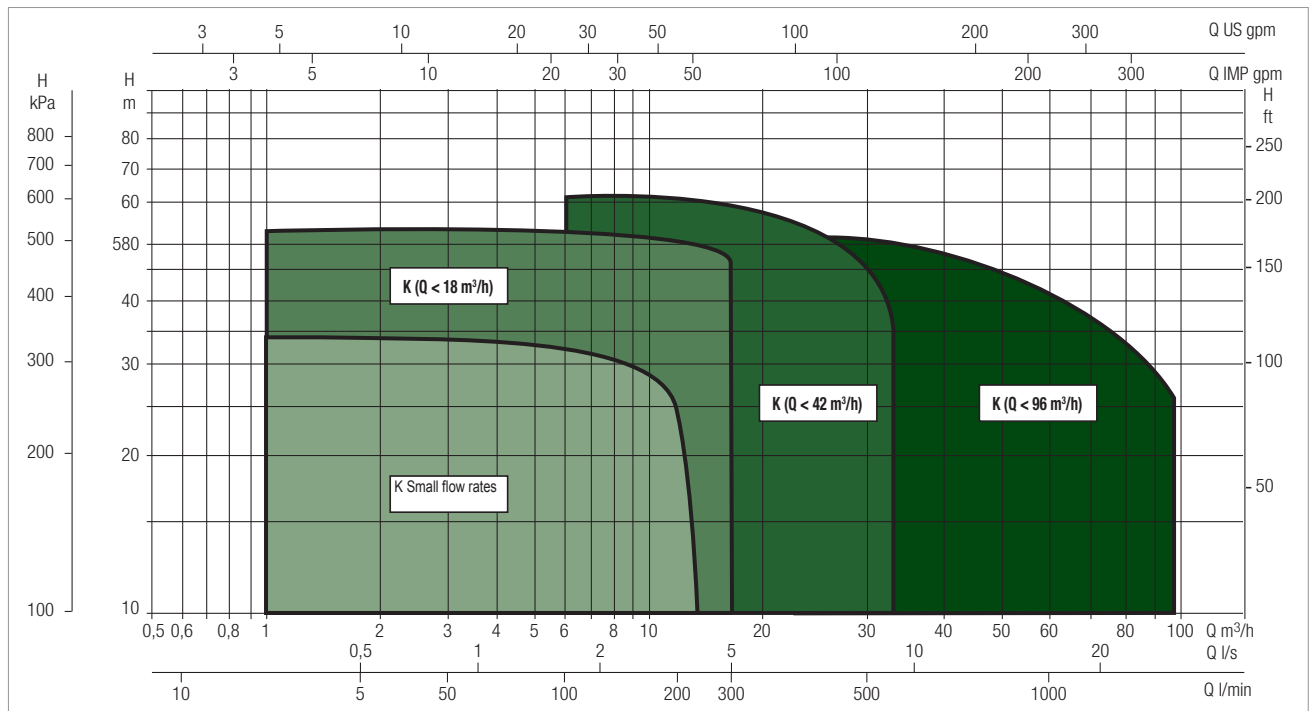 3 5 10 20 30 50 100 200 300 Q US gpm
3 5 10 20 30 50 100 200 300 Q IMP gpm
H
kPa
H
m
H
ft
800
700
600
500
400
300
200
100
80
70
60
580
40
30
20
10
250
200
150
100
50
K (Q < 18 m³/h)
K (Q < 42 m³/h)
K (Q < 96 m³/h)
K Small flow rates
0,5 0,6 0,8 1 2 3 4 5 6 8 10 20 30 40 50 60 80 100 Q m³/h
0,5 1 2 5 10 20 Q l/s
10 5 50 100 200 300 500 1000 Q l/min